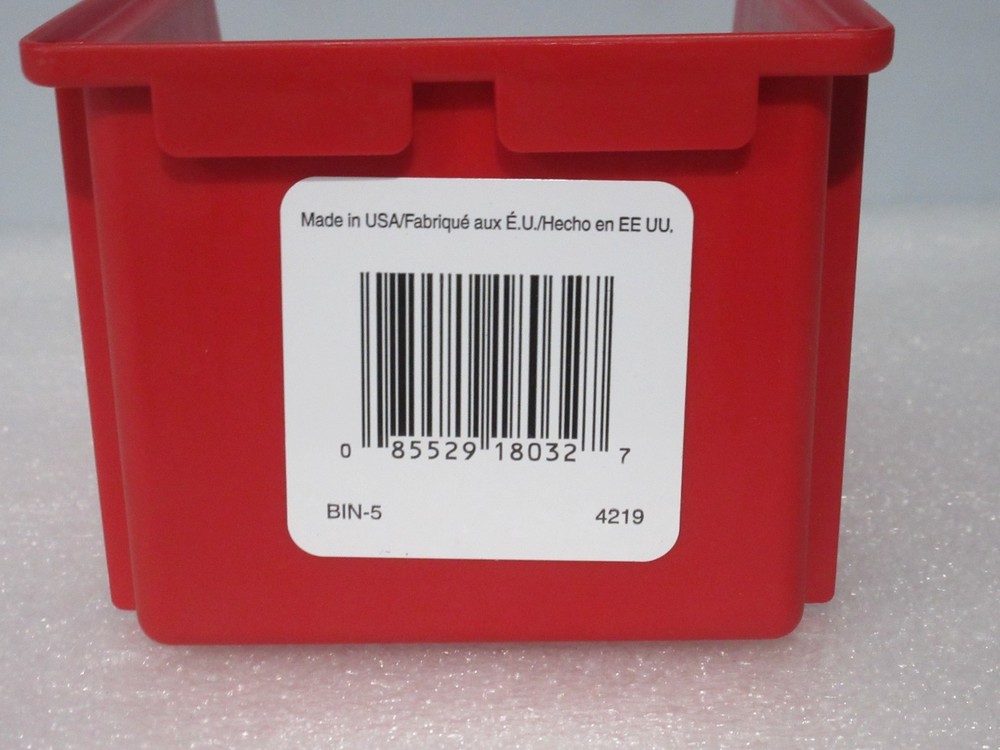 Made in USA/Fabriqué aux É.U./Hecho en EE UU.
0 85529 18032 7
BIN-5 4219